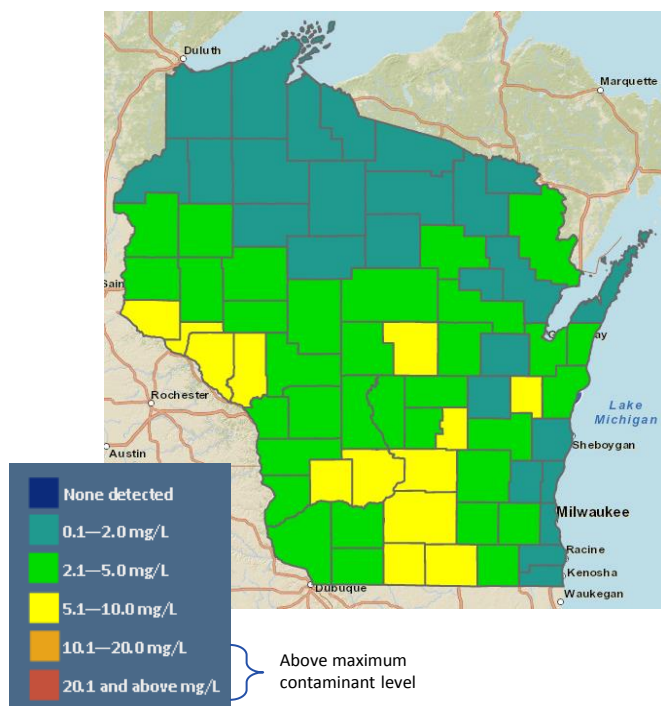 Duluth
Marquette
Sain
Rochester
Austin
Lake
Michigan
Sheboygan
Milwaukee
Racine
Kenosha
Waukegan
Dubuque
None detected
0.1—2.0 mg/L
2.1—5.0 mg/L
5.1—10.0 mg/L
10.1—20.0 mg/L
20.1 and above mg/L
Above maximum
contaminant level